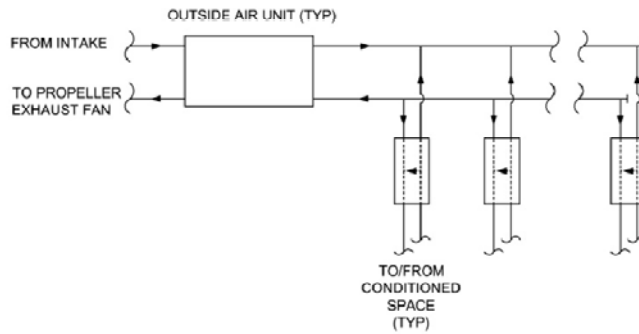 OUTSIDE AIR UNIT (TYP)
FROM INTAKE
TO PROPELLER
EXHAUST FAN
TO/FROM
CONDITIONED
SPACE
(TYP)